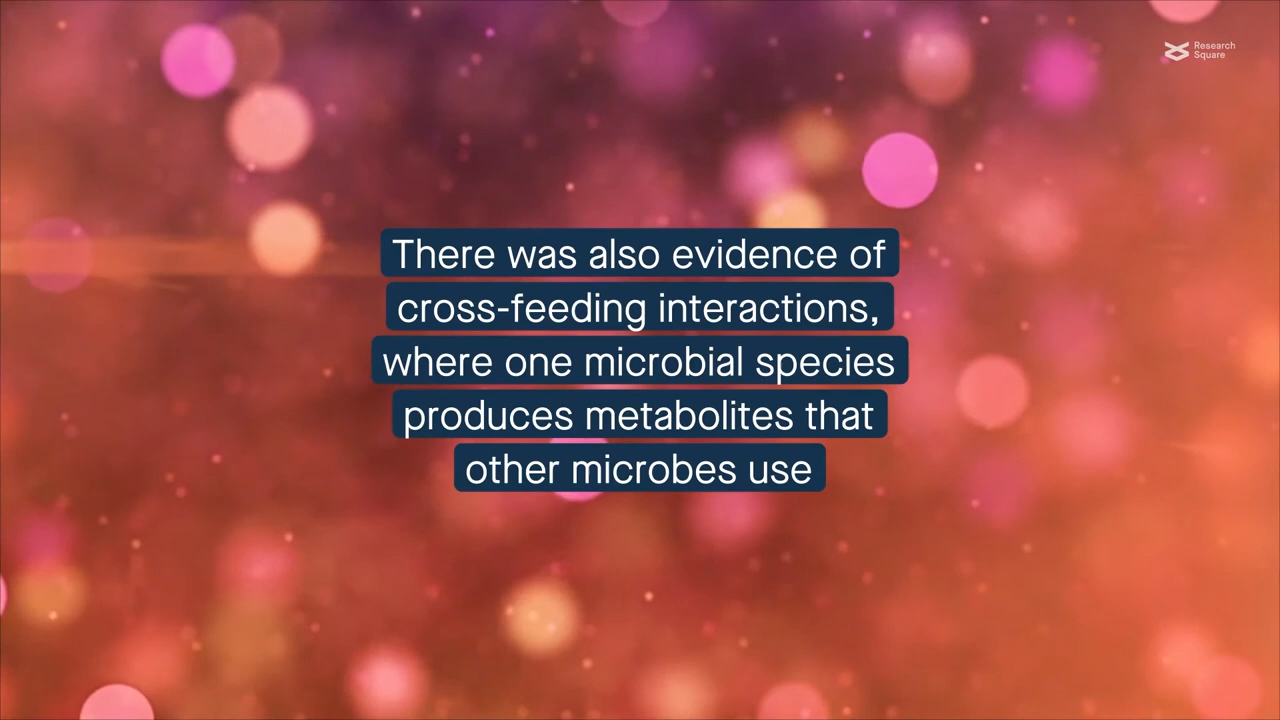 Research
Square
There was also evidence of
cross-feeding interactions,
where one microbial species
produces metabolites that
other microbes use